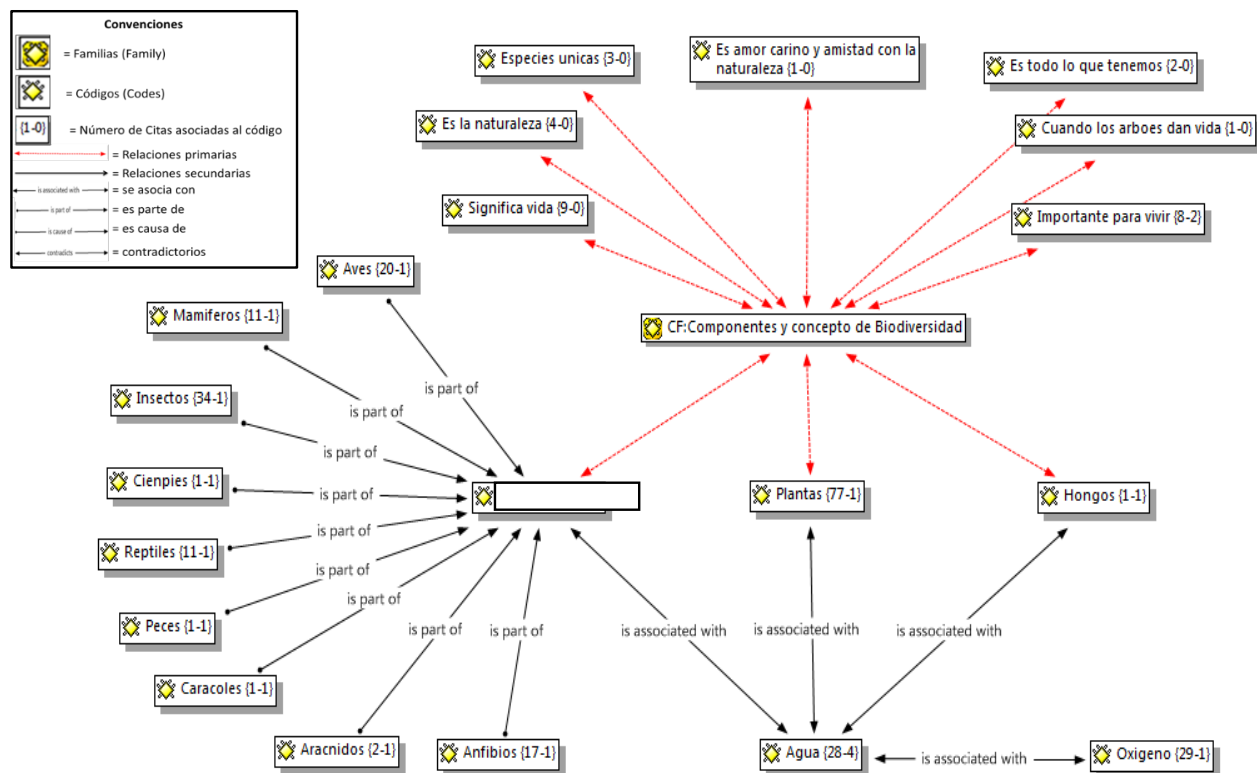 Convenciones
= Familias (Family)
= Códigos (Codes)
{1-0} = Número de Citas asociadas al código
= Relaciones primarias
= Relaciones secundarias
is associated with = se asocia con
is part of = es parte de
is cause of = es causa de
contradicts = contradictorios
Especies unicas {3-0}
Es amor carino y amistad con la
naturaleza {1-0}
Es todo lo que tenemos {2-0}
Es la naturaleza {4-0}
Cuando los arboes dan vida {1-0}
Significa vida {9-0}
Importante para vivir {8-2}
Aves {20-1}
Mamiferos {11-1}
CF:Componentes y concepto de Biodiversidad
is part of
is part of
Insectos {34-1}
is part of
Cienpies {1-1}
is part of
Plantas {77-1}
Hongos {1-1}
Reptiles {11-1}
is part of
is part of
is part of
Peces {1-1}
is part of
is part of
is associated with
is associated with
is associated with
Caracoles {1-1}
Aracnidos {2-1}
Anfibios {17-1}
Agua {28-4}
is associated with
Oxigeno {29-1}